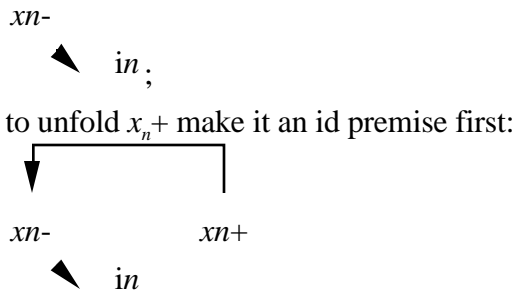 xn-
in ;
to unfold xn+ make it an id premise first:
xn- xn+
in